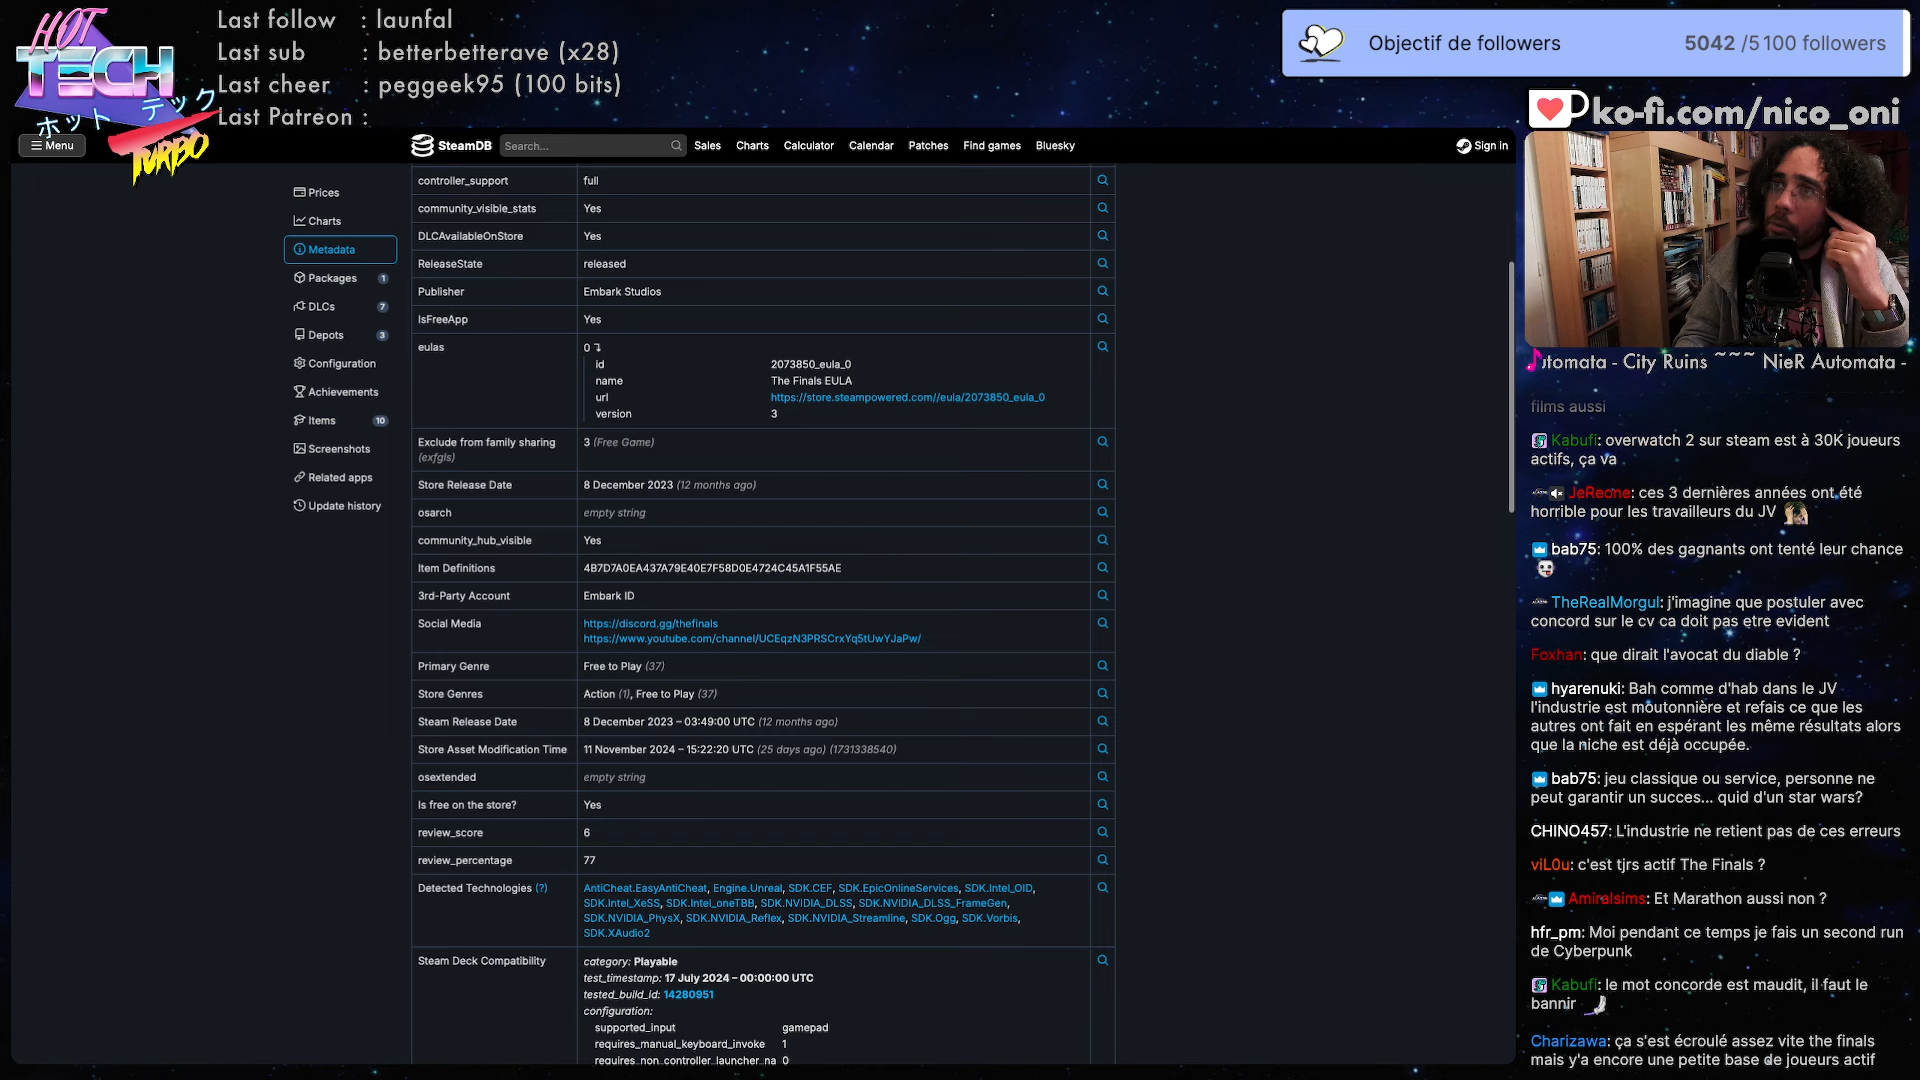 HOT
TECH
ホット テック
TURBO
Last follow : launfal
Last sub : betterbetterave (x28)
Last cheer : peggeek95 (100 bits)
Last Patreon :
Objectif de followers 5042 /5 100 followers
ko-fi.com/nico_oni
Menu
SteamDB Search... Sales Charts Calculator Calendar Patches Find games Bluesky Sign in
Prices
Charts
Metadata
Packages 1
DLCs 7
Depots 3
Configuration
Achievements
Items 10
Screenshots
Related apps
Update history
controller_support full
community_visible_stats Yes
DLCAvailableOnStore Yes
ReleaseState released
Publisher Embark Studios
IsFreeApp Yes
eulas 0 ↴
id 2073850_eula_0
name The Finals EULA
url https://store.steampowered.com//eula/2073850_eula_0
version 3
Exclude from family sharing 3 (Free Game)
(exfgls)
Store Release Date 8 December 2023 (12 months ago)
osarch empty string
community_hub_visible Yes
Item Definitions 4B7D7A0EA437A79E40E7F58D0E4724C45A1F55AE
3rd-Party Account Embark ID
Social Media https://discord.gg/thefinals
https://www.youtube.com/channel/UCEqzN3PRSCrxYq5tUwYJaPw/
Primary Genre Free to Play (37)
Store Genres Action (1), Free to Play (37)
Steam Release Date 8 December 2023 – 03:49:00 UTC (12 months ago)
Store Asset Modification Time 11 November 2024 – 15:22:20 UTC (25 days ago) (1731338540)
osextended empty string
Is free on the store? Yes
review_score 6
review_percentage 77
Detected Technologies (?) AntiCheat.EasyAntiCheat, Engine.Unreal, SDK.CEF, SDK.EpicOnlineServices, SDK.Intel_OID,
SDK.Intel_XeSS, SDK.Intel_oneTBB, SDK.NVIDIA_DLSS, SDK.NVIDIA_DLSS_FrameGen,
SDK.NVIDIA_PhysX, SDK.NVIDIA_Reflex, SDK.NVIDIA_Streamline, SDK.Ogg, SDK.Vorbis,
SDK.XAudio2
Steam Deck Compatibility category: Playable
test_timestamp: 17 July 2024 – 00:00:00 UTC
tested_build_id: 14280951
configuration:
supported_input gamepad
requires_manual_keyboard_invoke 1
requires_non_controller_launcher_na 0
utomata - City Ruins ~~~ NieR Automata -
films aussi
Kabufi: overwatch 2 sur steam est à 30K joueurs
actifs, ça va
JeReone: ces 3 dernières années ont été
horrible pour les travailleurs du JV
bab75: 100% des gagnants ont tenté leur chance
TheRealMorgul: j'imagine que postuler avec
concord sur le cv ca doit pas etre evident
Foxhan: que dirait l'avocat du diable ?
hyarenuki: Bah comme d'hab dans le JV
l'industrie est moutonnière et refais ce que les
autres ont fait en espérant les même résultats alors
que la niche est déjà occupée.
bab75: jeu classique ou service, personne ne
peut garantir un succes... quid d'un star wars?
CHINO457: L'industrie ne retient pas de ces erreurs
viL0u: c'est tjrs actif The Finals ?
Amiralsims: Et Marathon aussi non ?
hfr_pm: Moi pendant ce temps je fais un second run
de Cyberpunk
Kabufi: le mot concorde est maudit, il faut le
bannir
Charizawa: ça s'est écroulé assez vite the finals
mais y'a encore une petite base de joueurs actif